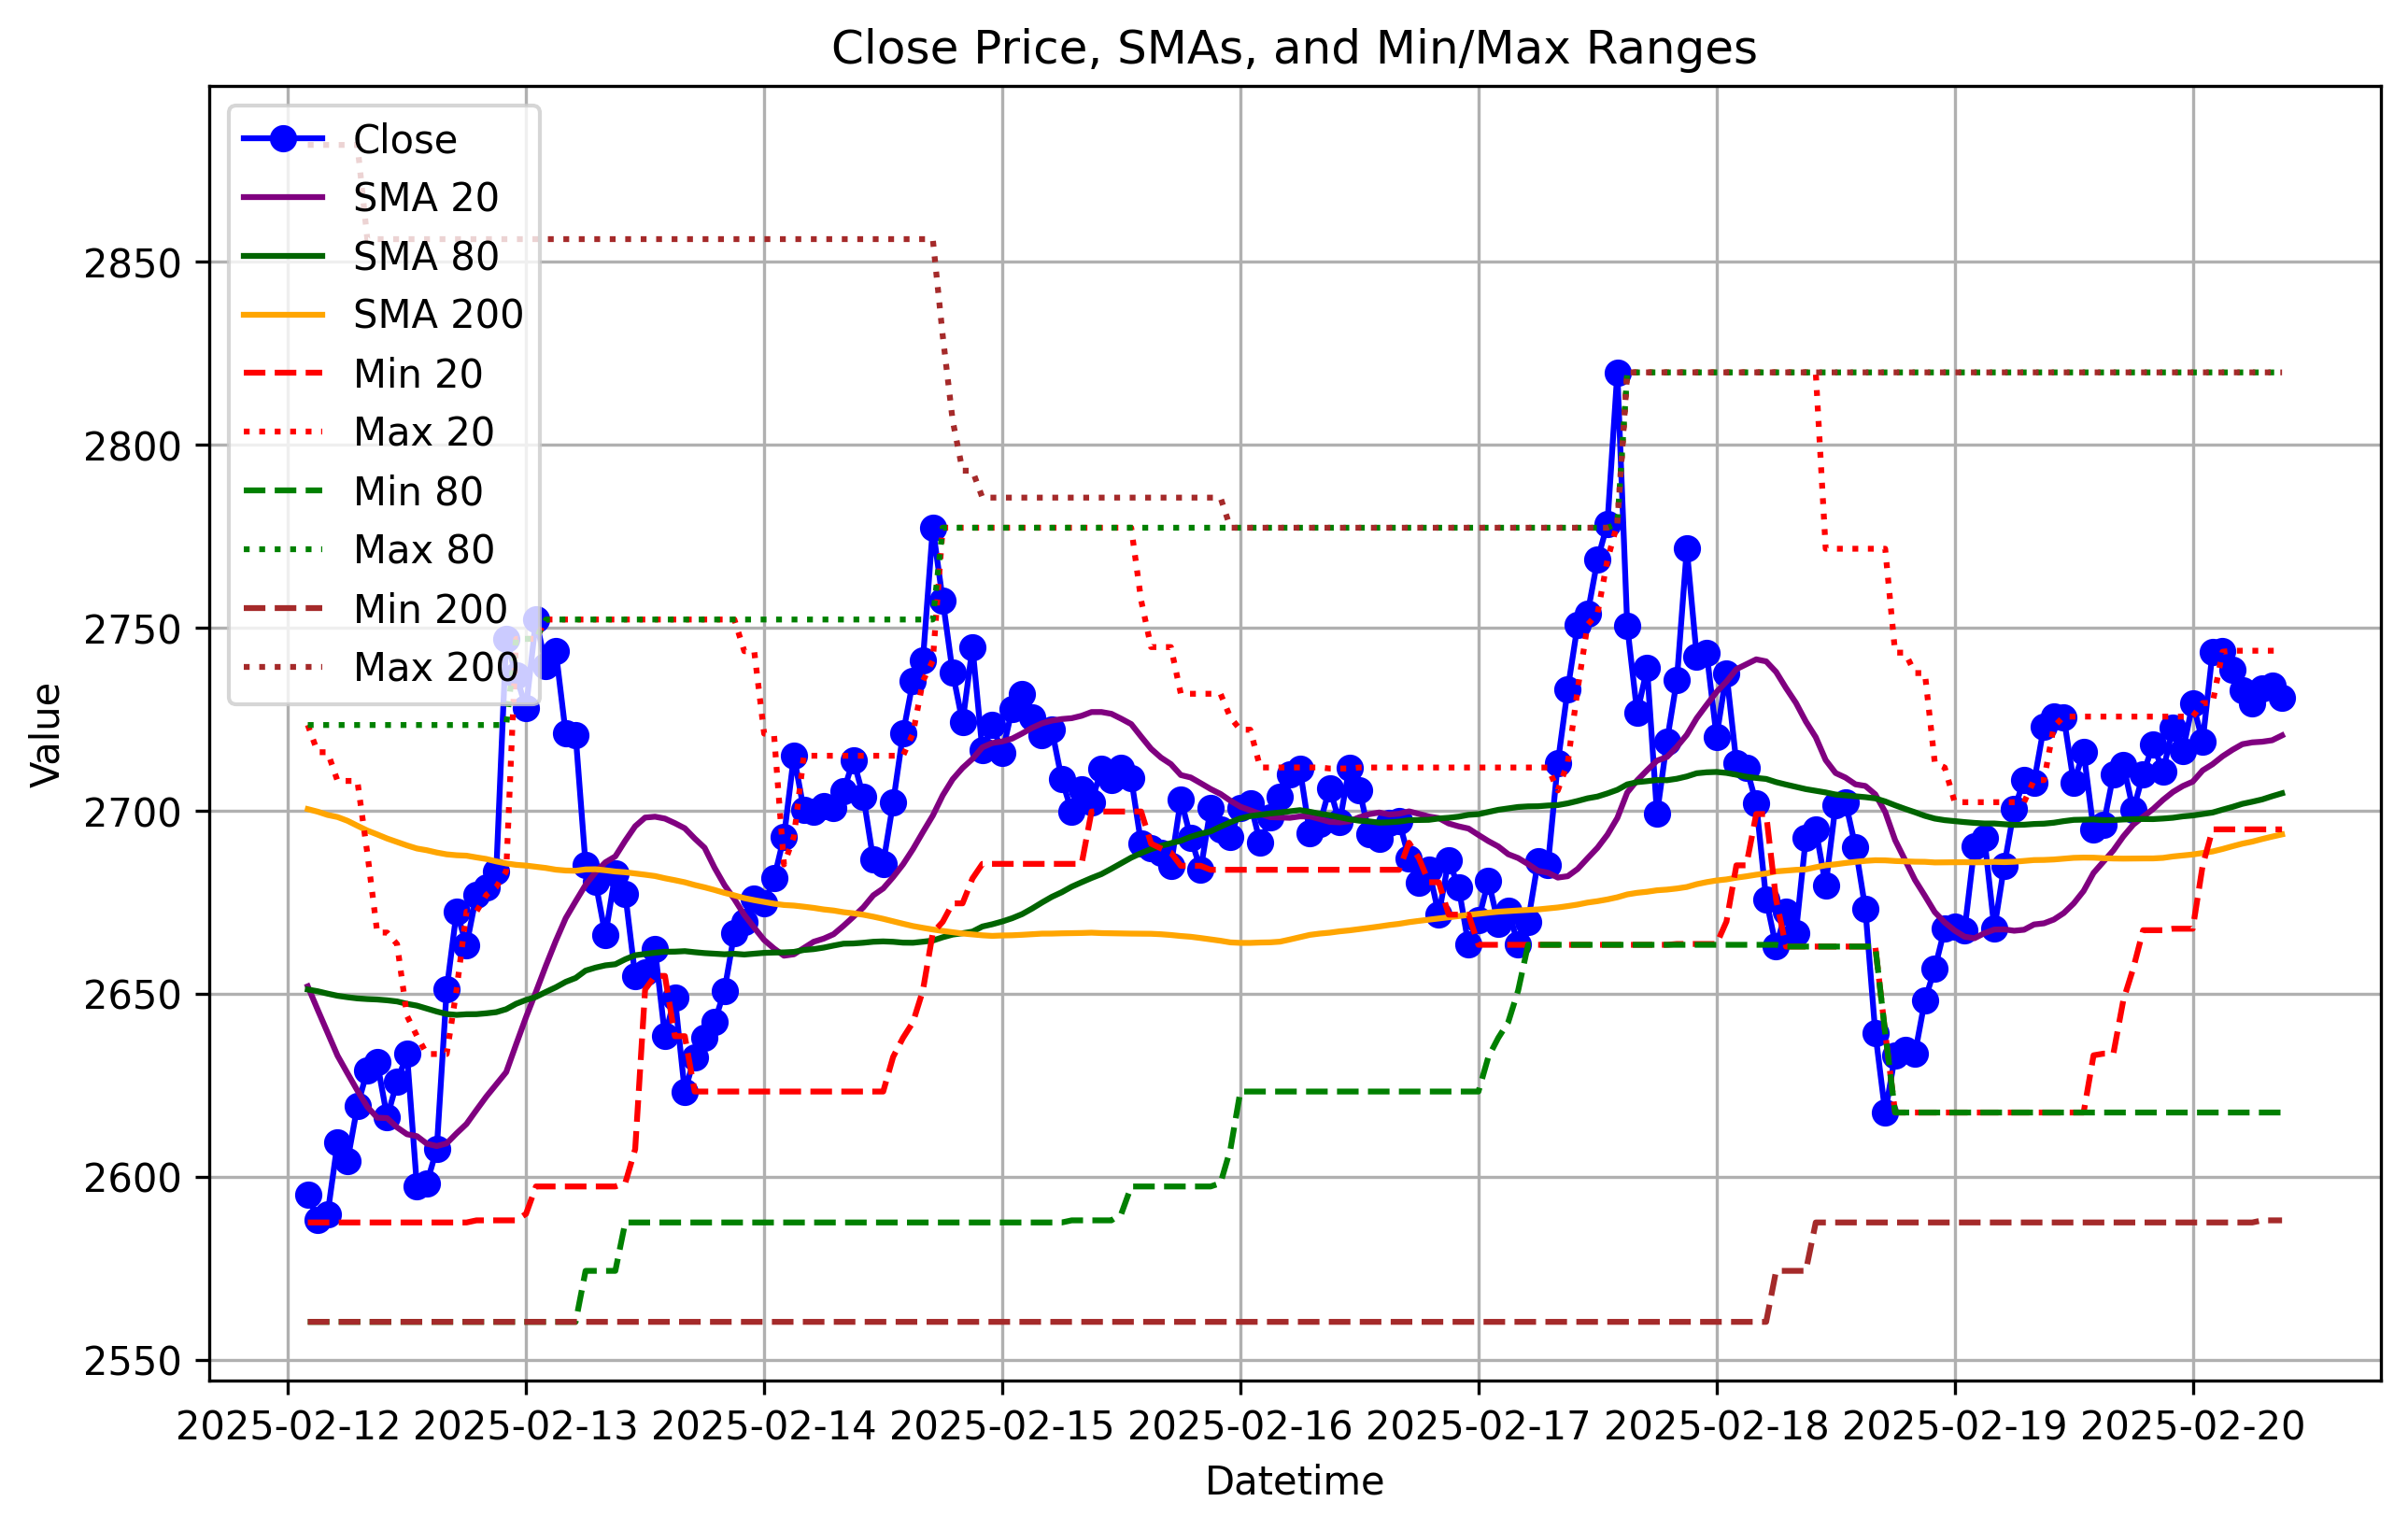 Close Price, SMAs, and Min/Max Ranges
Close
SMA 20
SMA 80
SMA 200
Min 20
Max 20
Min 80
Max 80
Min 200
Max 200
Value
2850
2800
2750
2700
2650
2600
2550
2025-02-12 2025-02-13 2025-02-14 2025-02-15 2025-02-16 2025-02-17 2025-02-18 2025-02-19 2025-02-20
Datetime